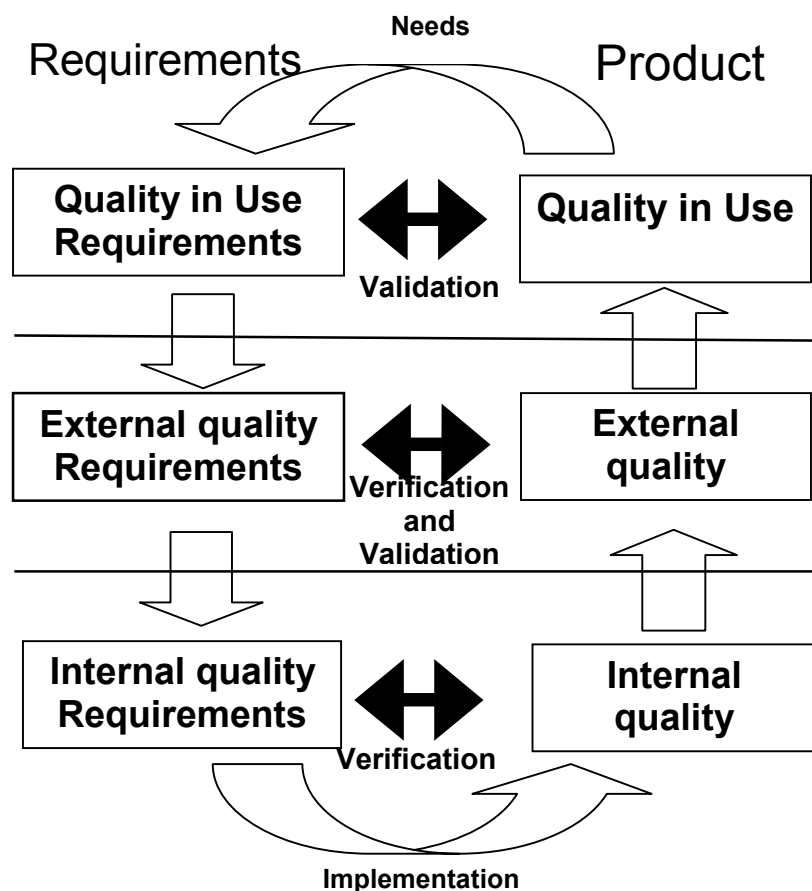 Needs
Requirements
Product
Quality in Use
Requirements
Quality in Use
Validation
External quality
Requirements
External
quality
Verification
and
Validation
Internal quality
Requirements
Internal
quality
Verification
Implementation